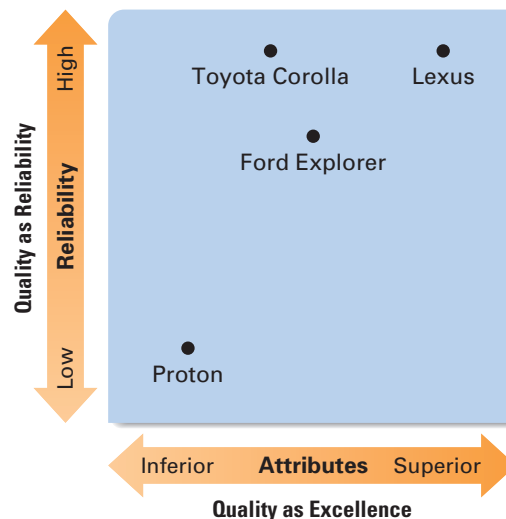 Quality as Reliability
High
Reliability
Low
Toyota Corolla
Lexus
Ford Explorer
Proton
Inferior Attributes Superior
Quality as Excellence